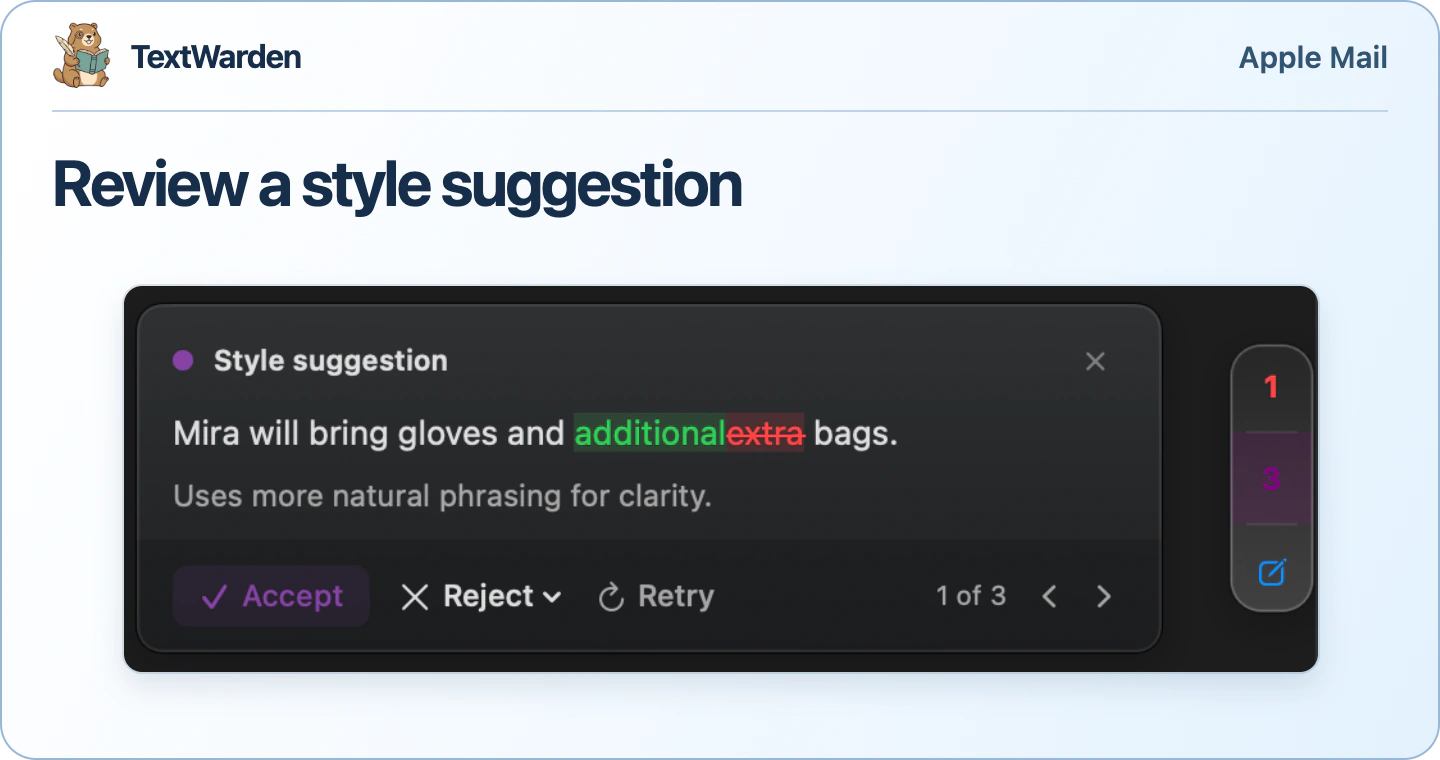 TextWarden
Apple Mail
Review a style suggestion
Style suggestion
Mira will bring gloves and additionalextra bags.
Uses more natural phrasing for clarity.
Accept
Reject
Retry
1 of 3
1
3